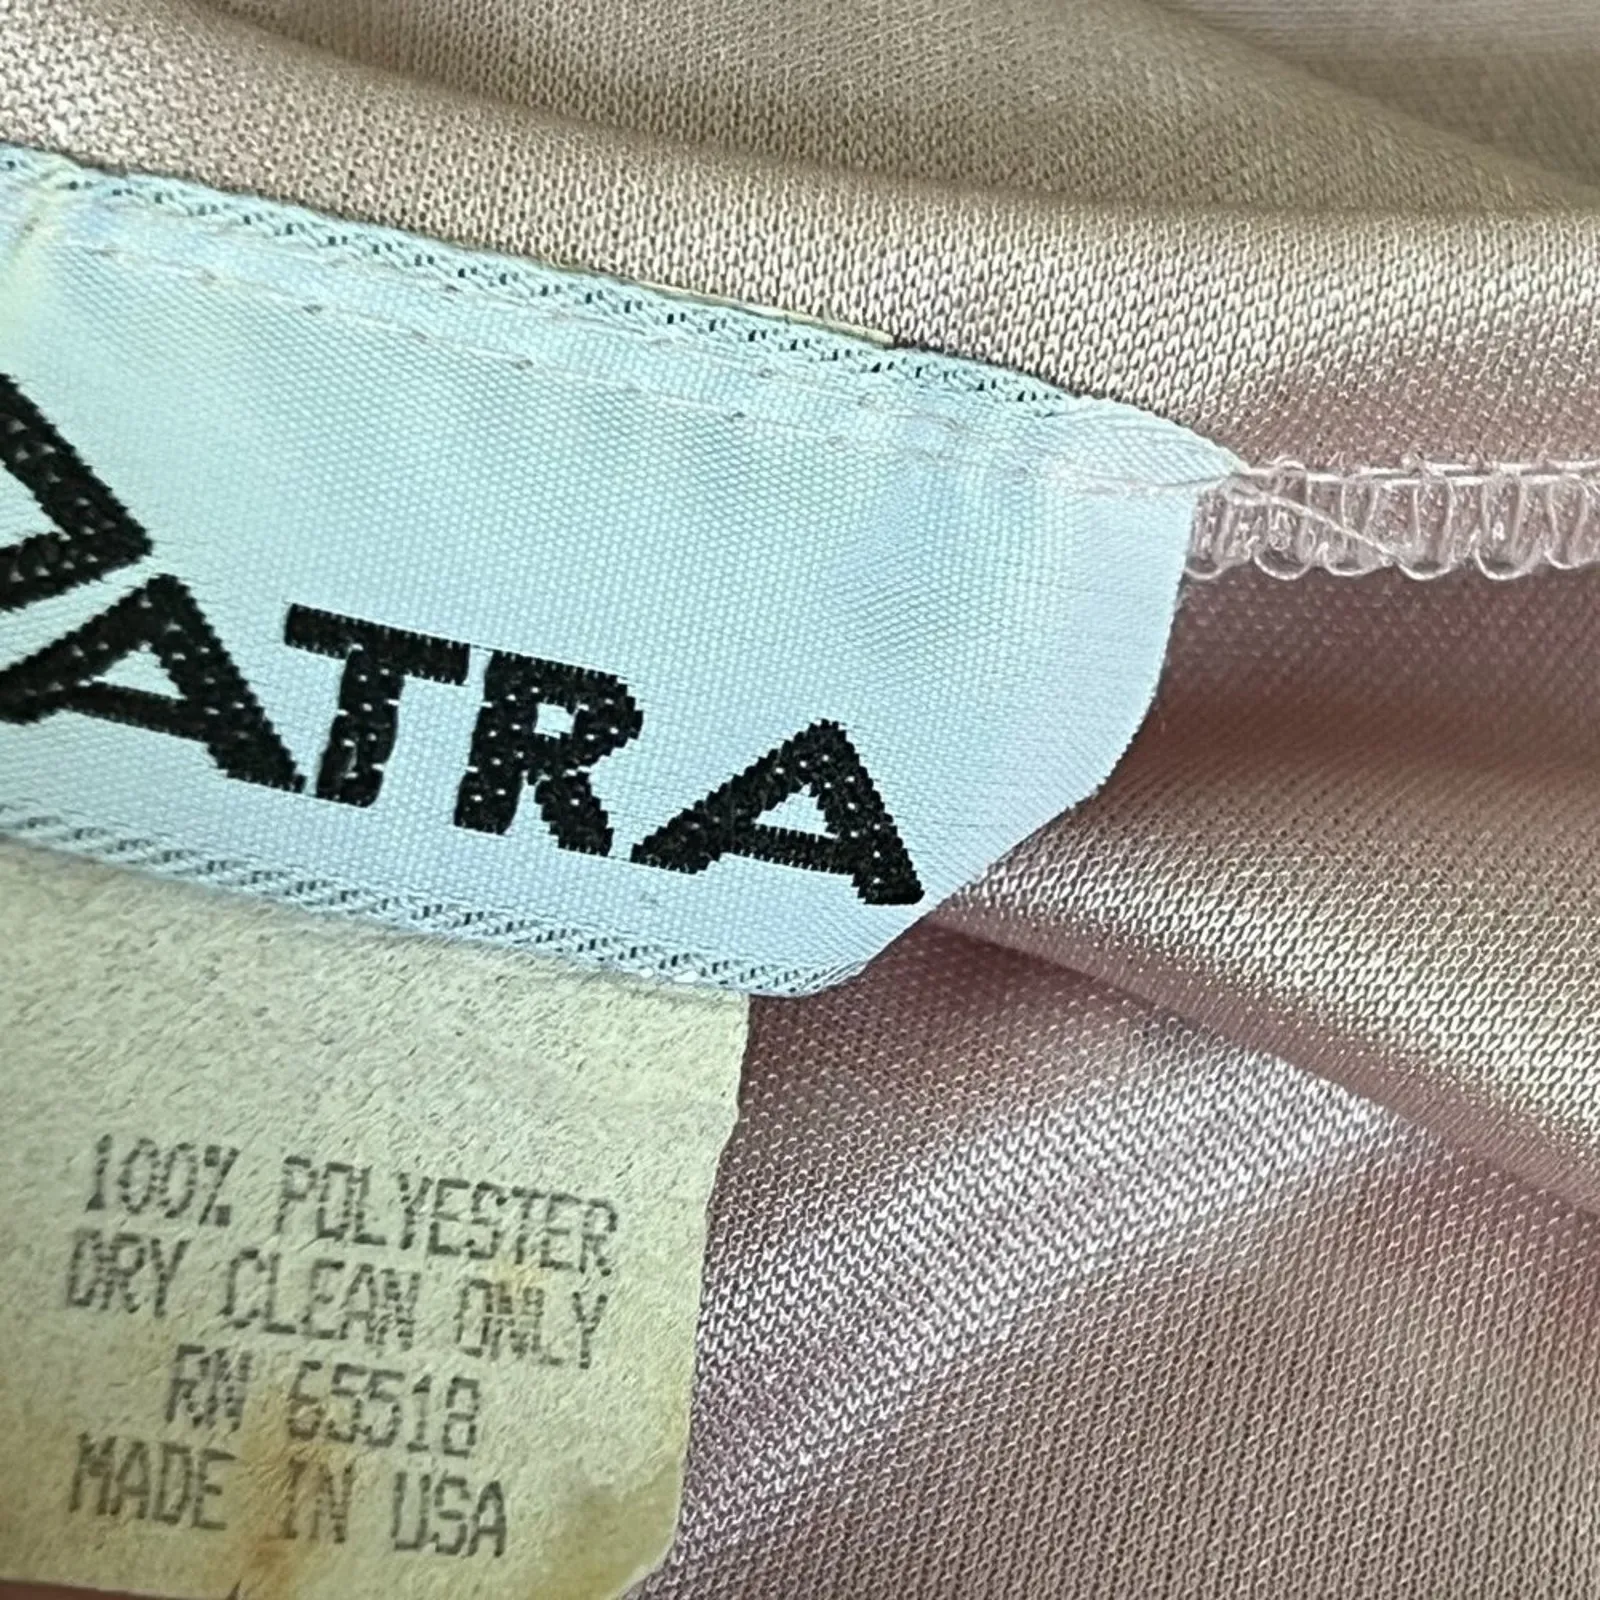 ATRA
100% POLYESTER
DRY CLEAN ONLY
RN 65518
MADE IN USA